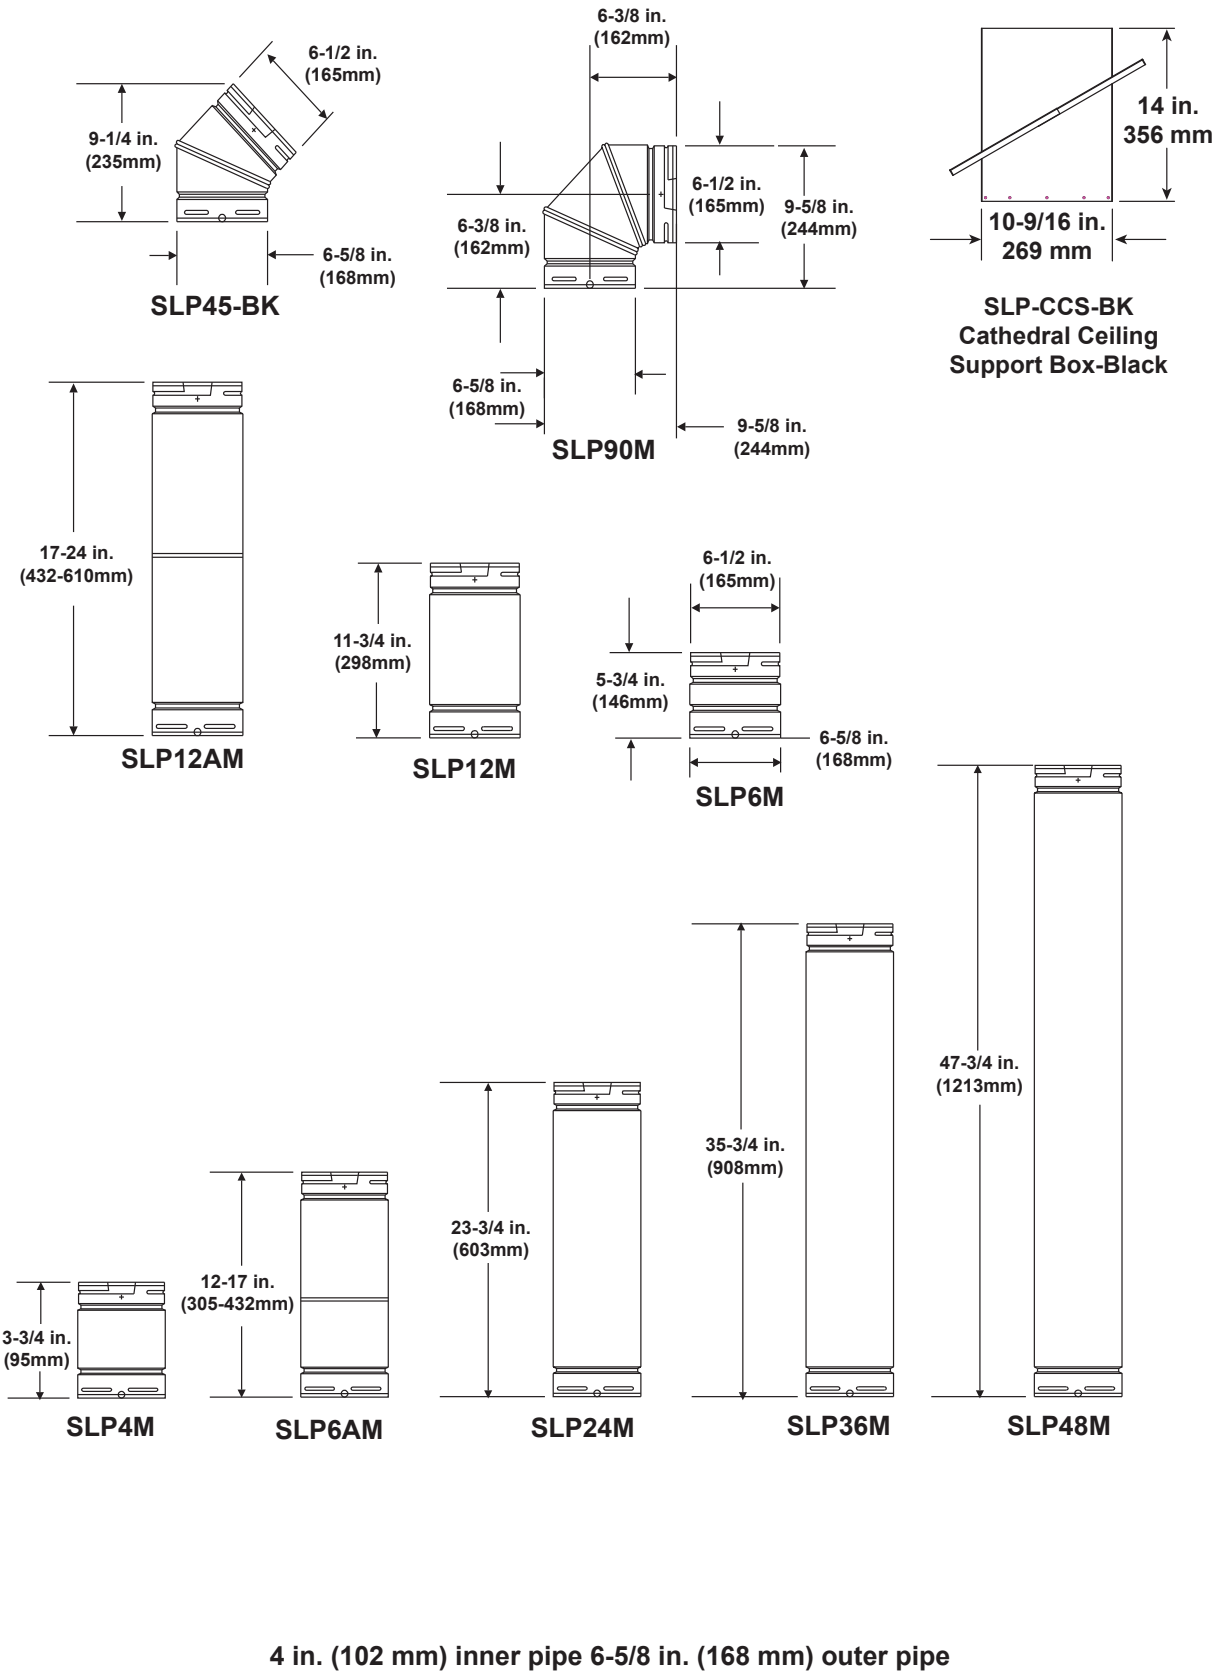 6-1/2 in.
(165mm)
9-1/4 in.
(235mm)
6-5/8 in.
(168mm)
SLP45-BK
6-3/8 in.
(162mm)
6-1/2 in.
(165mm)
9-5/8 in.
(244mm)
6-3/8 in.
(162mm)
6-5/8 in.
(168mm)
9-5/8 in.
(244mm)
SLP90M
14 in.
356 mm
10-9/16 in.
269 mm
SLP-CCS-BK
Cathedral Ceiling
Support Box-Black
17-24 in.
(432-610mm)
SLP12AM
11-3/4 in.
(298mm)
SLP12M
6-1/2 in.
(165mm)
5-3/4 in.
(146mm)
6-5/8 in.
(168mm)
SLP6M
3-3/4 in.
(95mm)
SLP4M
12-17 in.
(305-432mm)
SLP6AM
23-3/4 in.
(603mm)
SLP24M
35-3/4 in.
(908mm)
SLP36M
47-3/4 in.
(1213mm)
SLP48M
4 in. (102 mm) inner pipe 6-5/8 in. (168 mm) outer pipe